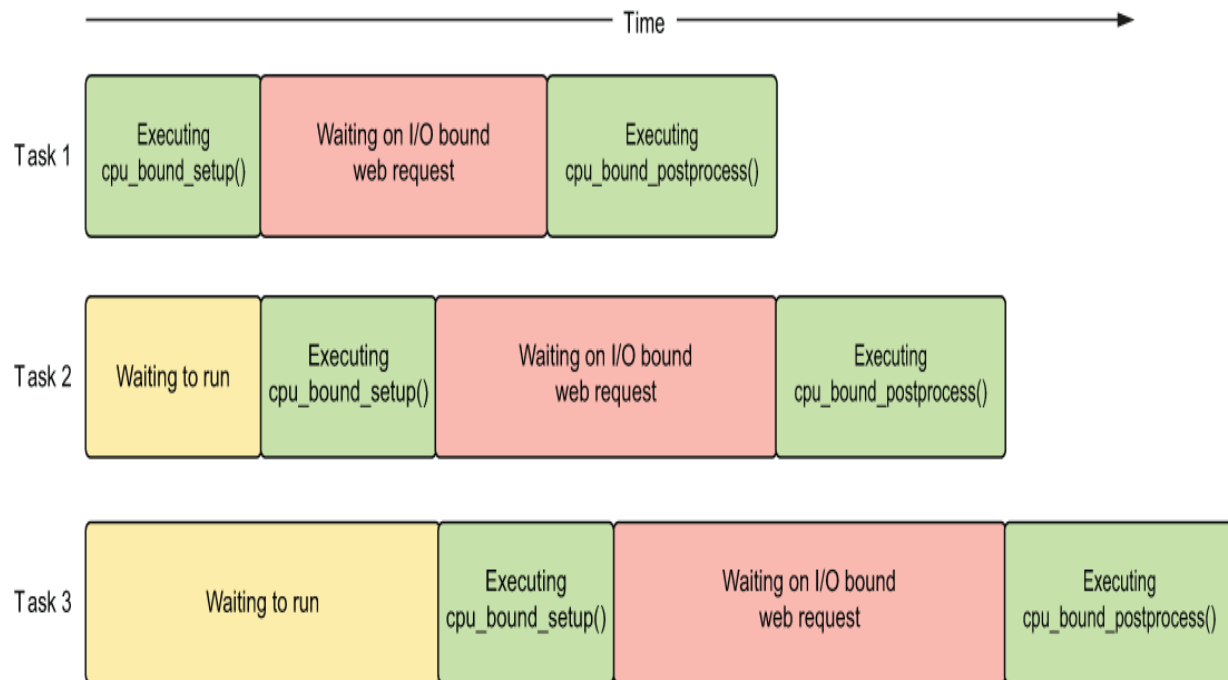 Time
Task 1
Executing
cpu_bound_setup()
Waiting on I/O bound
web request
Executing
cpu_bound_postprocess()
Task 2
Waiting to run
Executing
cpu_bound_setup()
Waiting on I/O bound
web request
Executing
cpu_bound_postprocess()
Task 3
Waiting to run
Executing
cpu_bound_setup()
Waiting on I/O bound
web request
Executing
cpu_bound_postprocess()